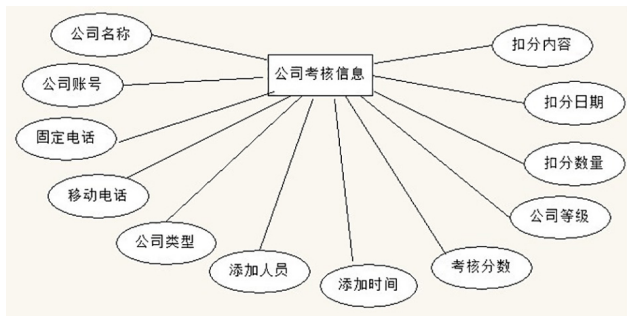 公司名称
公司考核信息
扣分内容
公司账号
扣分日期
固定电话
扣分数量
移动电话
公司等级
公司类型
添加人员
考核分数
添加时间